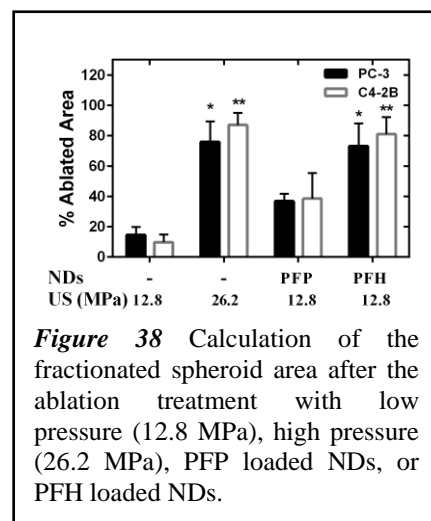 120
100
80
60
40
20
0
% Ablated Area
PC-3
C4-2B
* ** * **
NDs - - PFP PFH
US (MPa) 12.8 26.2 12.8 12.8
Figure 38 Calculation of the
fractionated spheroid area after the
ablation treatment with low
pressure (12.8 MPa), high pressure
(26.2 MPa), PFP loaded NDs, or
PFH loaded NDs.